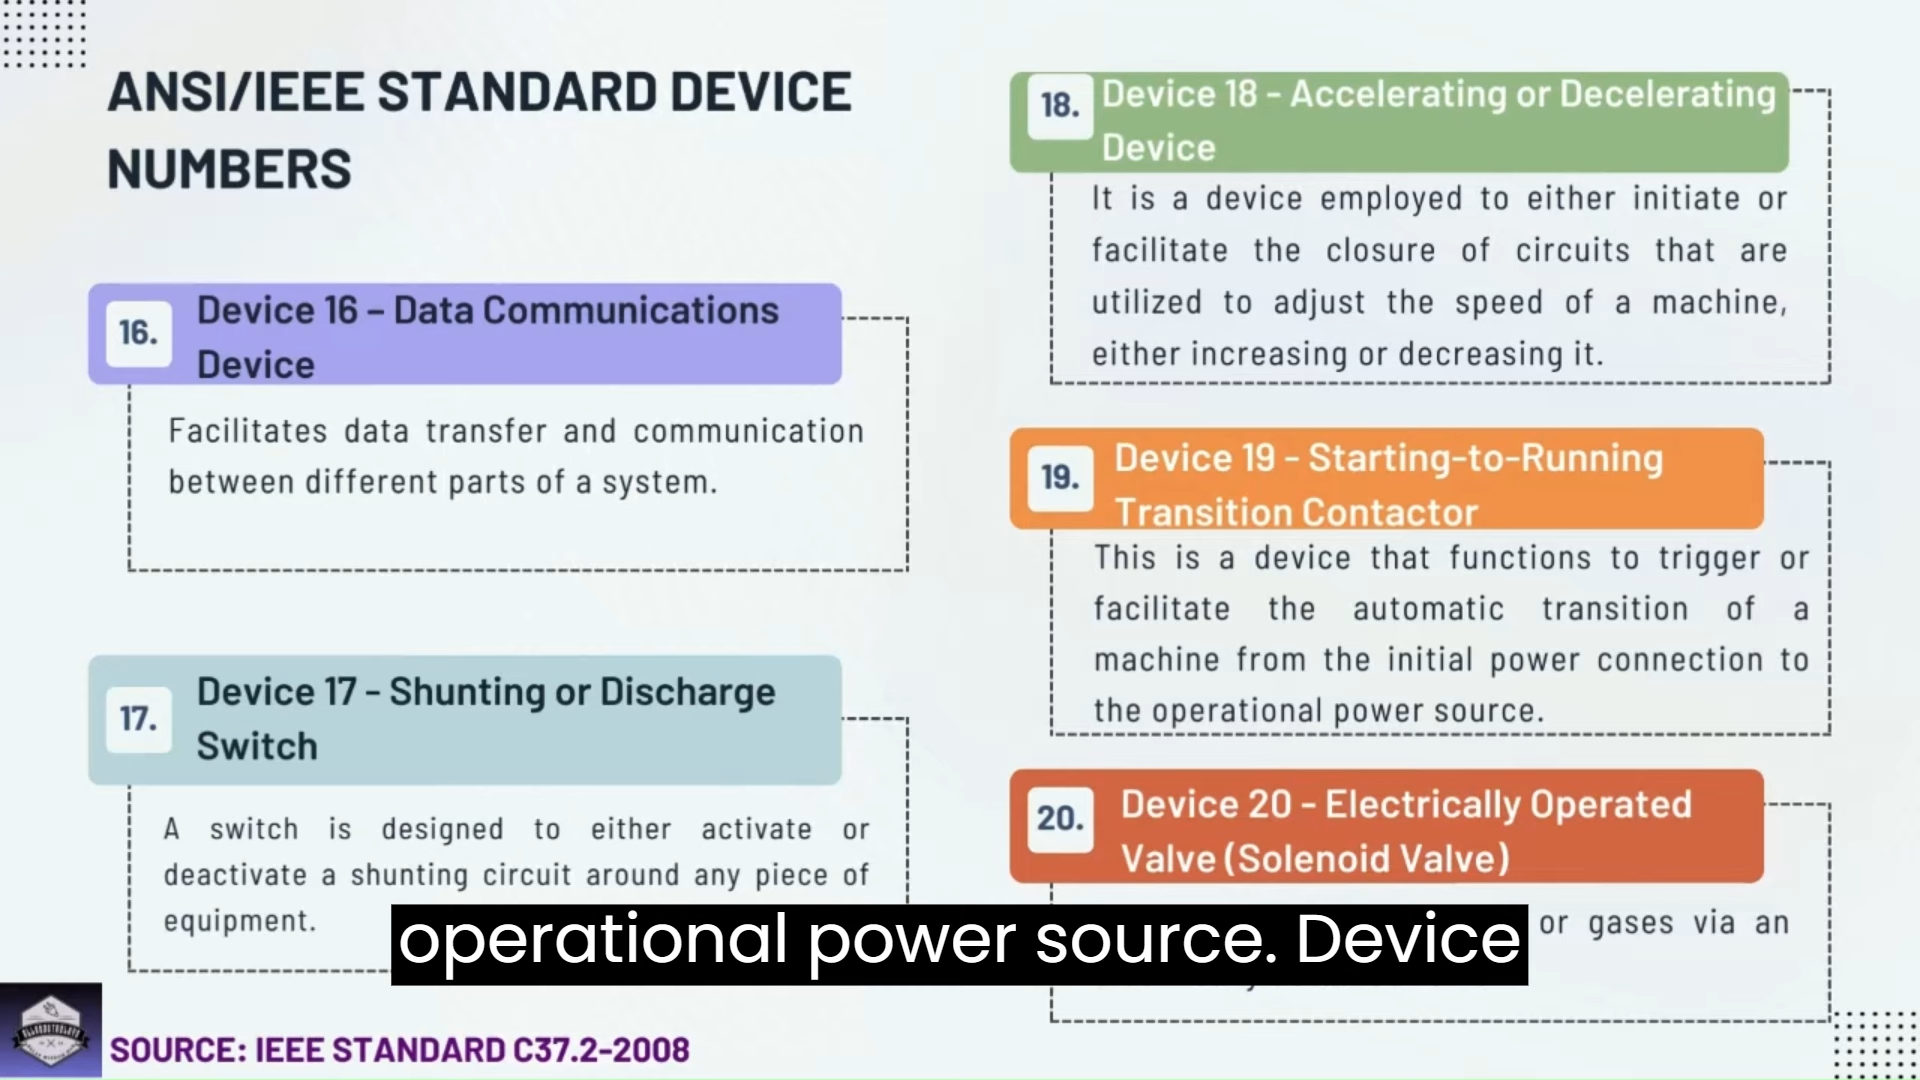 ANSI/IEEE STANDARD DEVICE
NUMBERS
16.
Device 16 – Data Communications
Device
Facilitates data transfer and communication
between different parts of a system.
17.
Device 17 - Shunting or Discharge
Switch
A switch is designed to either activate or
deactivate a shunting circuit around any piece of
equipment.
18.
Device 18 - Accelerating or Decelerating
Device
It is a device employed to either initiate or
facilitate the closure of circuits that are
utilized to adjust the speed of a machine,
either increasing or decreasing it.
19.
Device 19 - Starting-to-Running
Transition Contactor
This is a device that functions to trigger or
facilitate the automatic transition of a
machine from the initial power connection to
the operational power source.
20.
Device 20 - Electrically Operated
Valve (Solenoid Valve)
or gases via an
operational power source. Device
SOURCE: IEEE STANDARD C37.2-2008